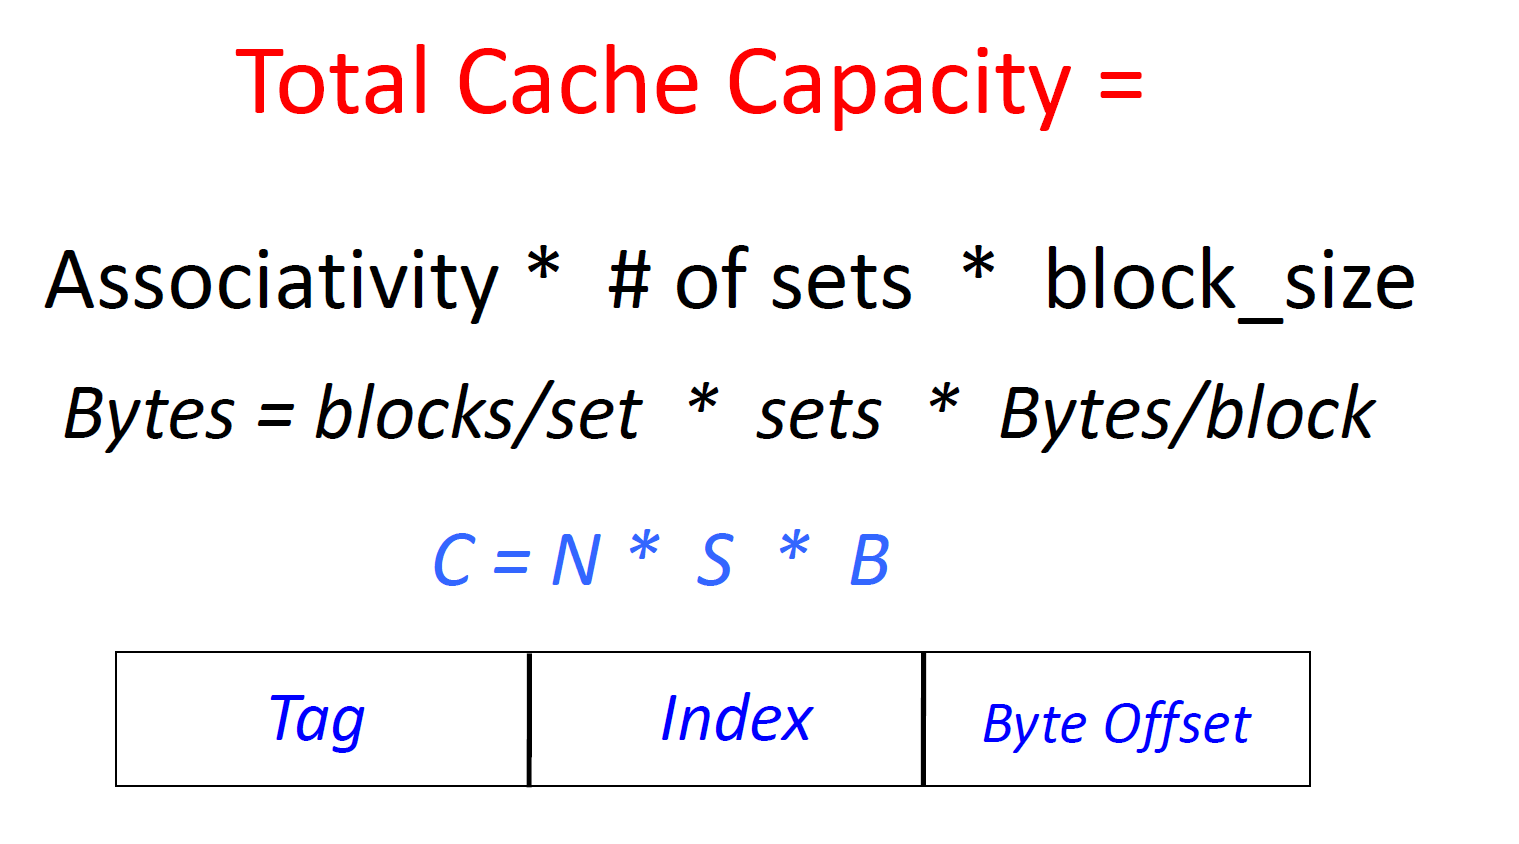 Total Cache Capacity =
Associativity * # of sets * block_size
Bytes = blocks/set * sets * Bytes/block
C = N * S * B
Tag Index Byte Offset